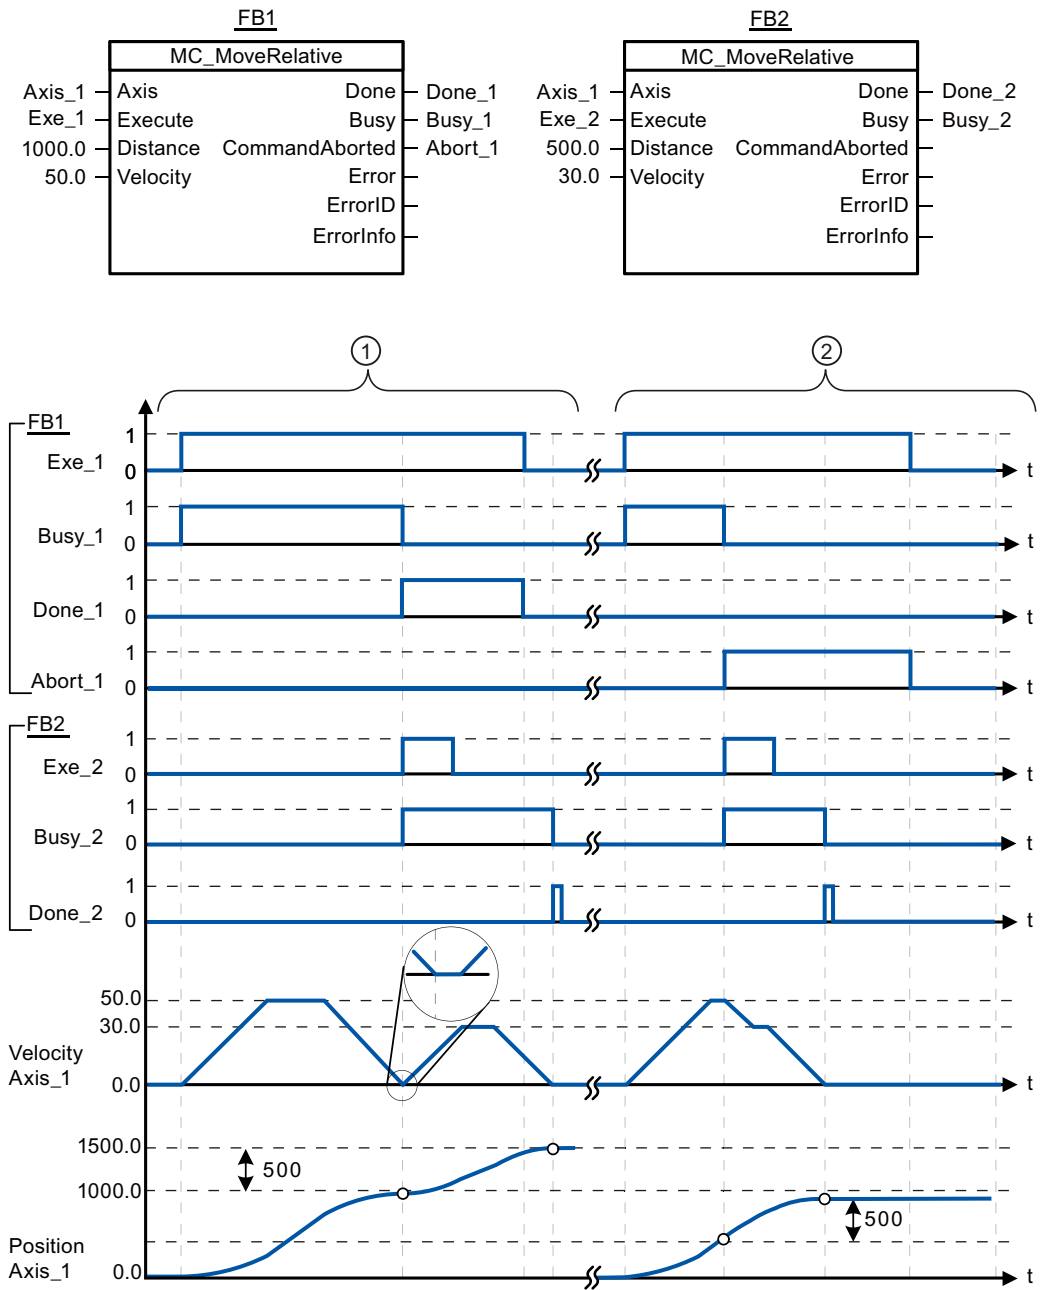 FB1 FB2
MC_MoveRelative MC_MoveRelative
Axis_1 Axis Done Done_1 Axis_1 Axis Done Done_2
Exe_1 Execute Busy Busy_1 Exe_2 Execute Busy Busy_2
1000.0 Distance CommandAborted Abort_1 500.0 Distance CommandAborted
50.0 Velocity Error 30.0 Velocity Error
ErrorID ErrorID
ErrorInfo ErrorInfo
1 2
FB1
1
Exe_1 0 t
1
Busy_1 0 t
1
Done_1 0 t
1
Abort_1 0 t
FB2
1
Exe_2 0 t
1
Busy_2 0 t
1
Done_2 0 t
50.0
30.0
Velocity
Axis_1 0.0 t
1500.0
500
1000.0
500
Position
Axis_1 0.0 t